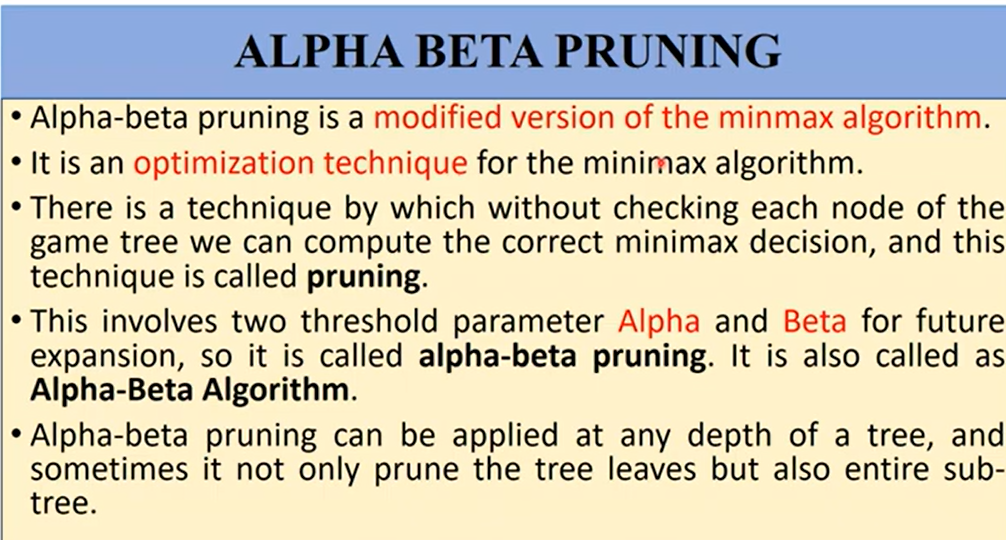 ALPHA BETA PRUNING
• Alpha-beta pruning is a modified version of the minmax algorithm.
• It is an optimization technique for the minimax algorithm.
• There is a technique by which without checking each node of the
game tree we can compute the correct minimax decision, and this
technique is called pruning.
• This involves two threshold parameter Alpha and Beta for future
expansion, so it is called alpha-beta pruning. It is also called as
Alpha-Beta Algorithm.
• Alpha-beta pruning can be applied at any depth of a tree, and
sometimes it not only prune the tree leaves but also entire sub-
tree.